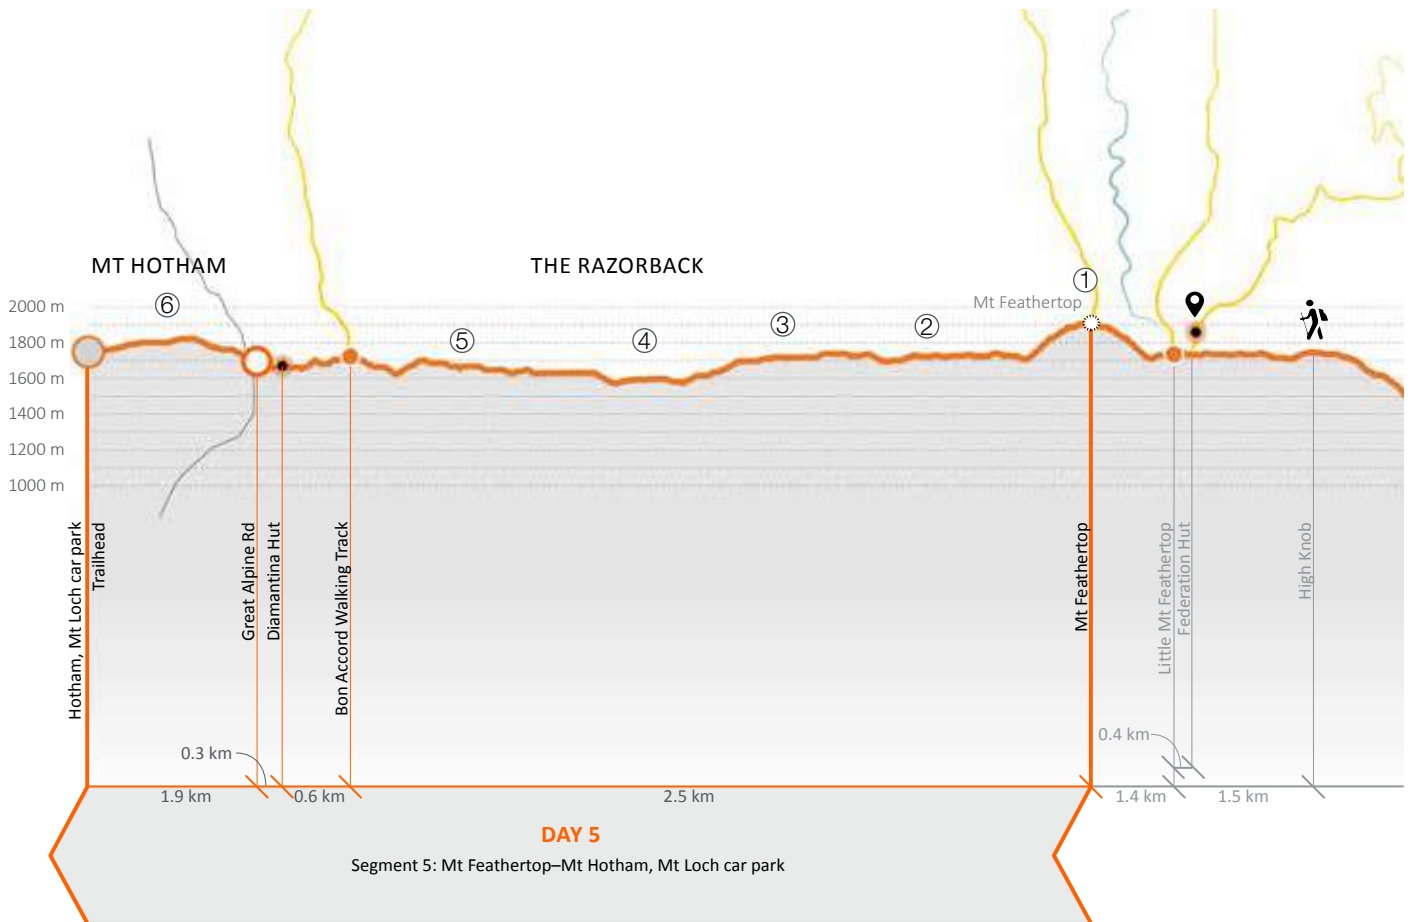 MT HOTHAM
THE RAZORBACK
①
Mt Feathertop
⑥
⑤
④
③
②
2000 m
1800 m
1600 m
1400 m
1200 m
1000 m
Hotham, Mt Loch car park
Trailhead
Great Alpine Rd
Diamantina Hut
Bon Accord Walking Track
Mt Feathertop
Little Mt Feathertop
Federation Hut
High Knob
0.3 km
0.4 km
1.9 km
0.6 km
2.5 km
1.4 km
1.5 km
DAY 5
Segment 5: Mt Feathertop–Mt Hotham, Mt Loch car park